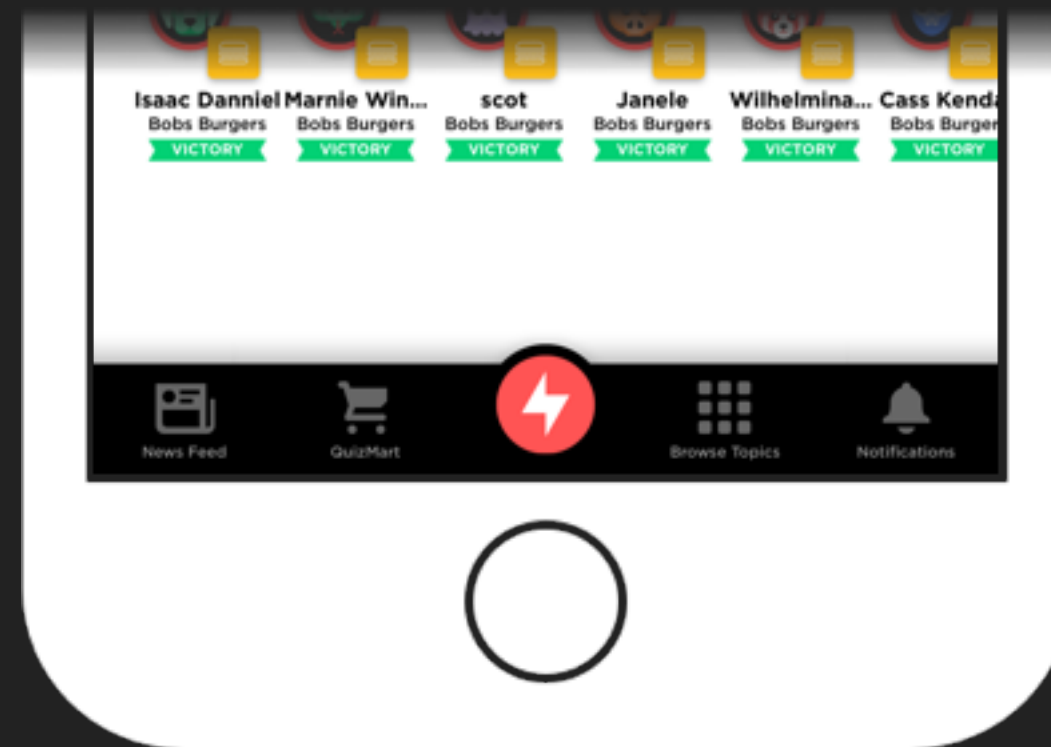 Isaac Danniel Marnie Win... scot Janele Wilhelmina... Cass Kenda
Bobs Burgers Bobs Burgers Bobs Burgers Bobs Burgers Bobs Burgers Bobs Burger
VICTORY VICTORY VICTORY VICTORY VICTORY VICTORY
News Feed QuizMart Browse Topics Notifications